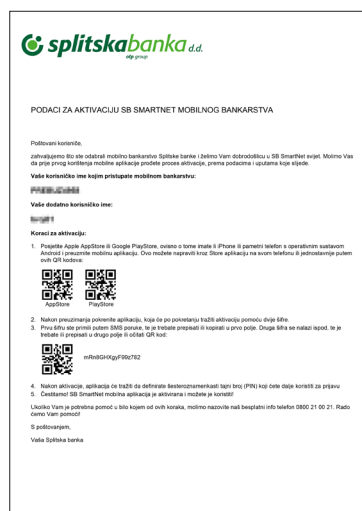 splitskabanka d.d.
otp group
PODACI ZA AKTIVACIJU SB SMARTNET MOBILNOG BANKARSTVA
Poštovani korisniče,
zahvaljujemo što ste odabrali mobilno bankarstvo Splitske banke i želimo Vam dobrodošlicu u SB SmartNet svijet. Molimo Vas
da prije prvog korištenja mobilne aplikacije prođete proces aktivacije, prema podacima i uputama koje slijede.
Vaše korisničko ime kojim pristupate mobilnom bankarstvu:
Vaše dodatno korisničko ime:
Koraci za aktivaciju:
1. Posjetite Apple AppStore ili Google PlayStore, ovisno o tome imate li iPhone ili pametni telefon s operativnim sustavom
Android i preuzmite mobilnu aplikaciju. Ovo možete napraviti kroz Store aplikaciju na svom telefonu ili jednostavnije putem
ovih QR kodova:
AppStore PlayStore
2. Nakon preuzimanja pokrenite aplikaciju, koja će po pokretanju tražiti aktivaciju pomoću dvije šifre.
3. Prvu šifru ste primili putem SMS poruke, te je trebate prepisati ili kopirati u prvo polje. Druga šifra se nalazi ispod, te je
trebate ili prepisati u drugo polje ili očitati QR kod:
mRn8GHXgyF99z782
4. Nakon aktivacije, aplikacija će tražiti da definirate šesteroznamenkasti tajni broj (PIN) koji ćete dalje koristiti za prijavu
5. Čestitamo! SB SmartNet mobilna aplikacija je aktivirana i možete je koristiti!
Ukoliko Vam je potrebna pomoć u bilo kojem od ovih koraka, molimo nazovite naš besplatni info telefon 0800 21 00 21. Rado
ćemo Vam pomoći!
S poštovanjem,
Vaša Splitska banka